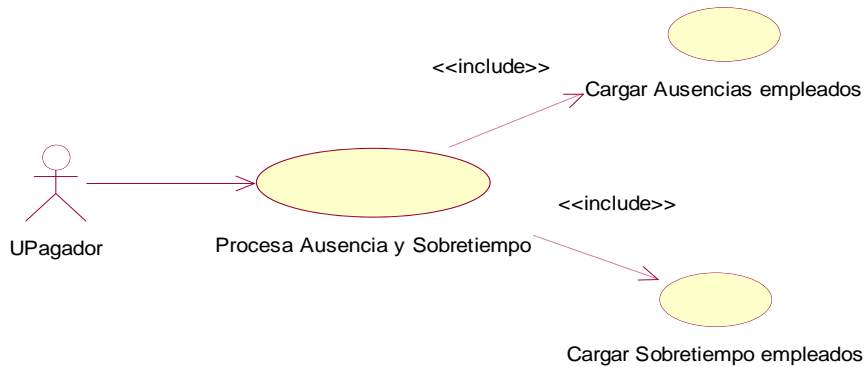 <<include>>
Cargar Ausencias empleados
<<include>>
UPagador
Procesa Ausencia y Sobretiempo
Cargar Sobretiempo empleados